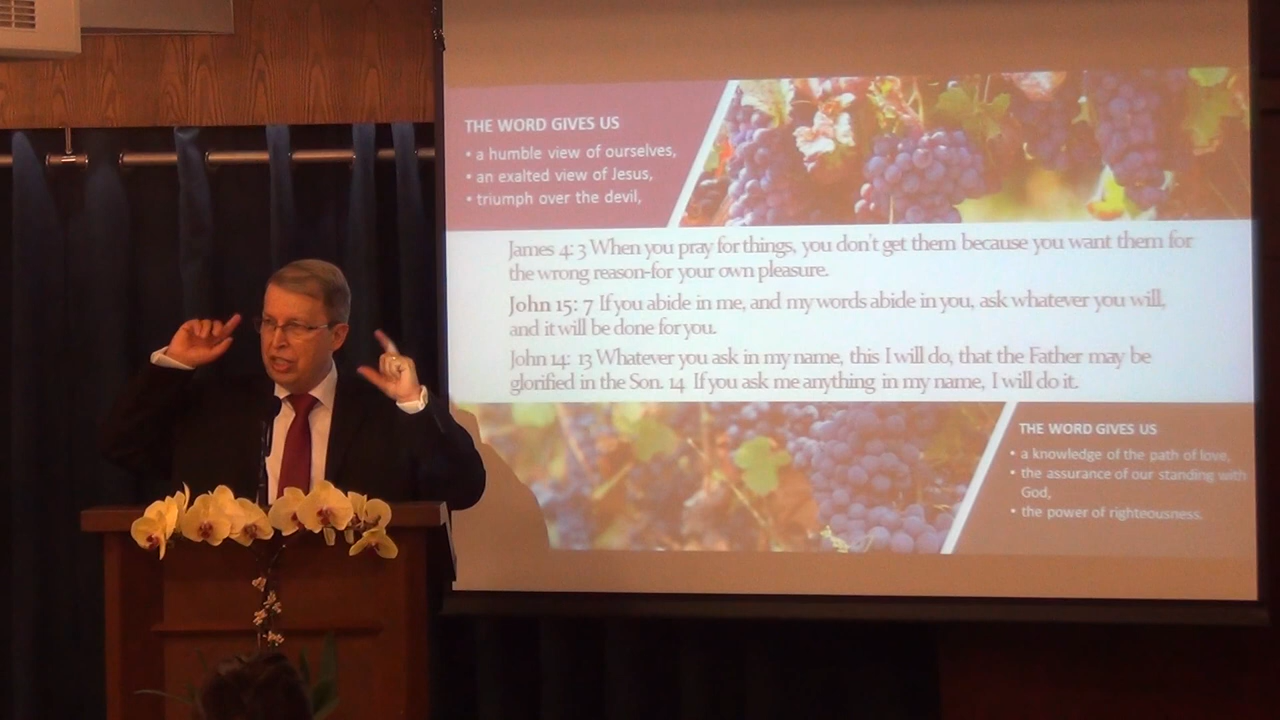 THE WORD GIVES US
• a humble view of ourselves,
• an exalted view of Jesus,
• triumph over the devil,
James 4: 3 When you pray for things, you don't get them because you want them for
the wrong reason-for your own pleasure.
John 15: 7 If you abide in me, and my words abide in you, ask whatever you will,
and it will be done for you.
John 14: 13 Whatever you ask in my name, this I will do, that the Father may be
glorified in the Son. 14 If you ask me anything in my name, I will do it.
THE WORD GIVES US
• a knowledge of the path of love,
• the assurance of our standing with
God,
• the power of righteousness.